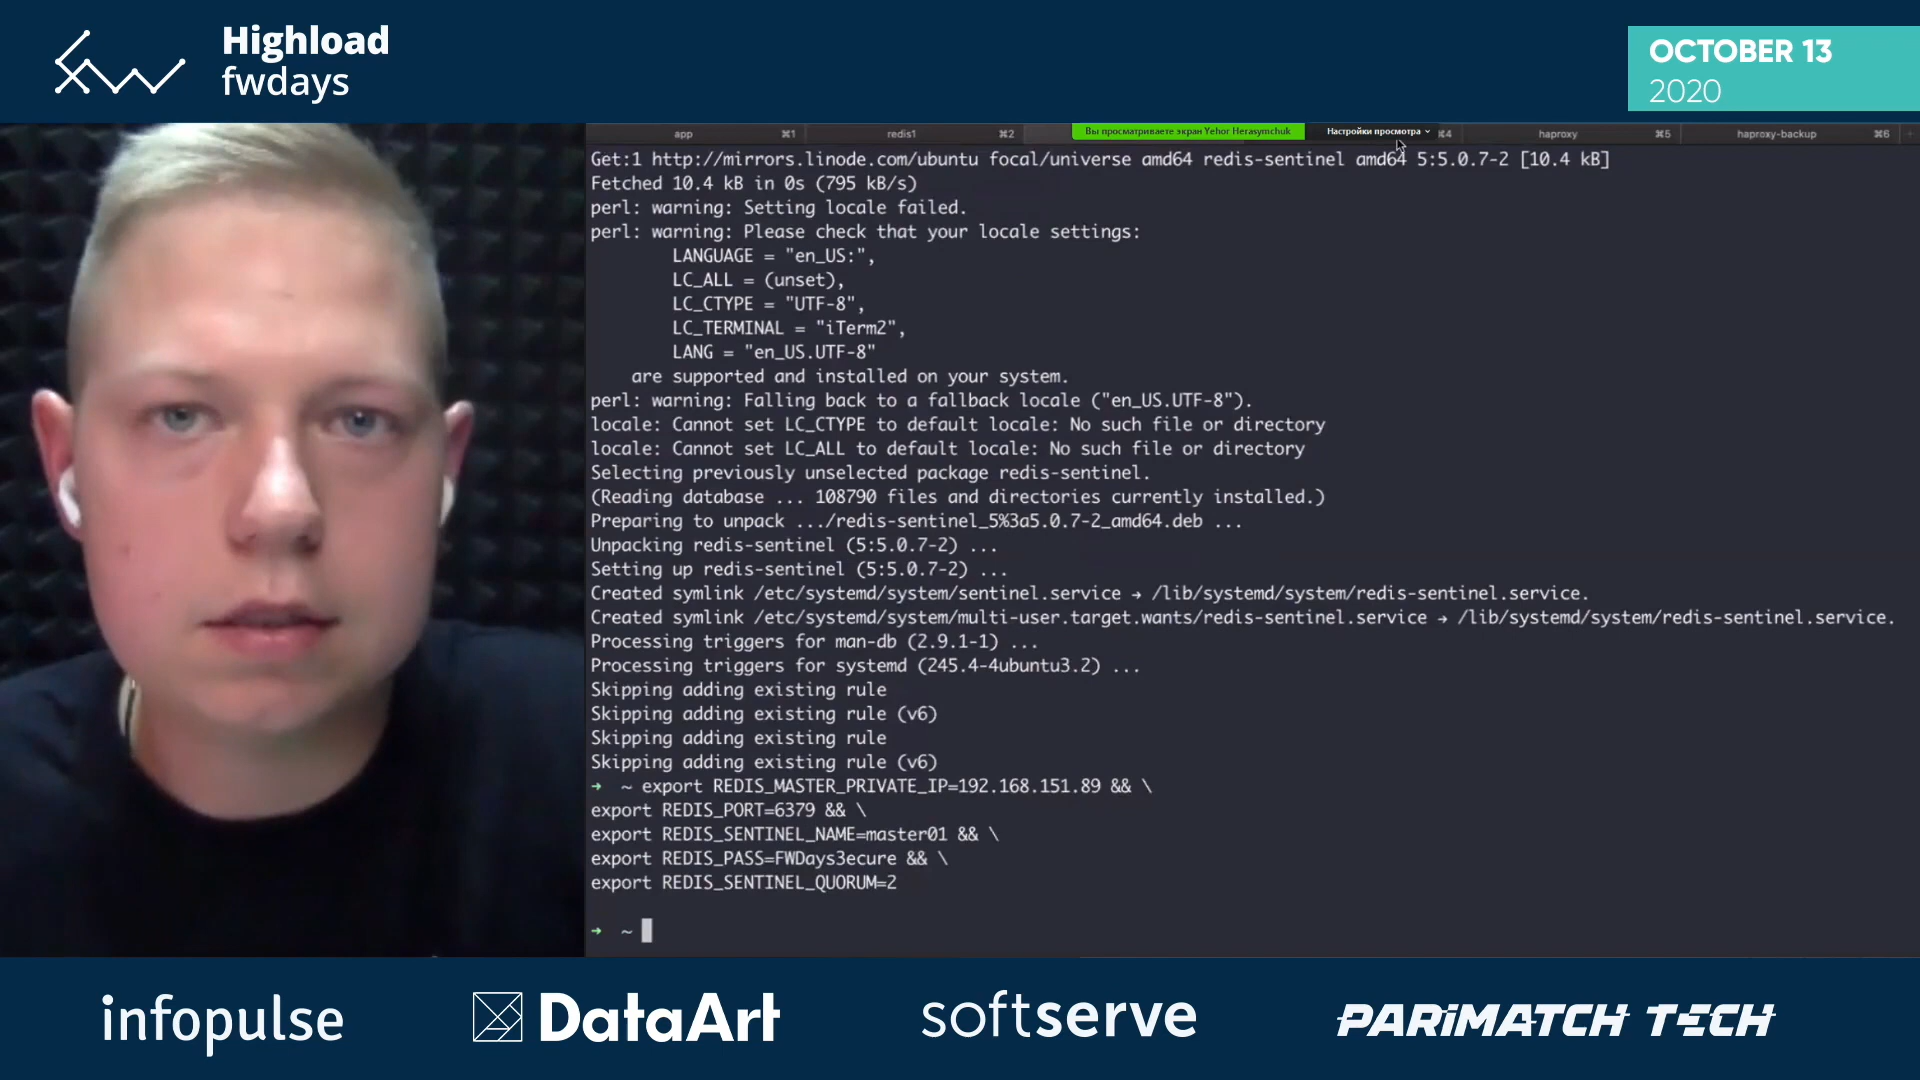 Highload
fwdays
OCTOBER 13
2020
app ⌘1 redis1 ⌘2 Вы просматриваете экран Yehor Herasymchuk Настройки просмотра ⌘4 haproxy ⌘5 haproxy-backup ⌘6
Get:1 http://mirrors.linode.com/ubuntu focal/universe amd64 redis-sentinel amd64 5:5.0.7-2 [10.4 kB]
Fetched 10.4 kB in 0s (795 kB/s)
perl: warning: Setting locale failed.
perl: warning: Please check that your locale settings:
LANGUAGE = "en_US:",
LC_ALL = (unset),
LC_CTYPE = "UTF-8",
LC_TERMINAL = "iTerm2",
LANG = "en_US.UTF-8"
are supported and installed on your system.
perl: warning: Falling back to a fallback locale ("en_US.UTF-8").
locale: Cannot set LC_CTYPE to default locale: No such file or directory
locale: Cannot set LC_ALL to default locale: No such file or directory
Selecting previously unselected package redis-sentinel.
(Reading database ... 108790 files and directories currently installed.)
Preparing to unpack .../redis-sentinel_5%3a5.0.7-2_amd64.deb ...
Unpacking redis-sentinel (5:5.0.7-2) ...
Setting up redis-sentinel (5:5.0.7-2) ...
Created symlink /etc/systemd/system/sentinel.service → /lib/systemd/system/redis-sentinel.service.
Created symlink /etc/systemd/system/multi-user.target.wants/redis-sentinel.service → /lib/systemd/system/redis-sentinel.service.
Processing triggers for man-db (2.9.1-1) ...
Processing triggers for systemd (245.4-4ubuntu3.2) ...
Skipping adding existing rule
Skipping adding existing rule (v6)
Skipping adding existing rule
Skipping adding existing rule (v6)
→ ~ export REDIS_MASTER_PRIVATE_IP=192.168.151.89 && \
export REDIS_PORT=6379 && \
export REDIS_SENTINEL_NAME=master01 && \
export REDIS_PASS=FWDays3ecure && \
export REDIS_SENTINEL_QUORUM=2
→ ~
infopulse DataArt softserve PARIMATCH TECH